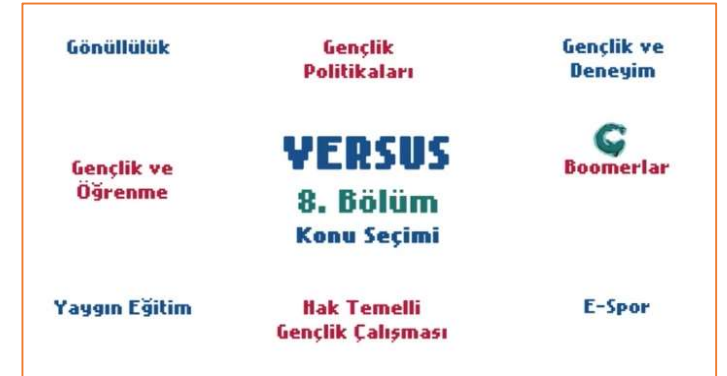 Gönüllülük
Gençlik
Politikaları
Gençlik ve
Deneyim
Gençlik ve
Öğrenme
VERSUS
8. Bölüm
Konu Seçimi
Boomerlar
Yaygın Eğitim
Hak Temelli
Gençlik Çalışması
E-Spor